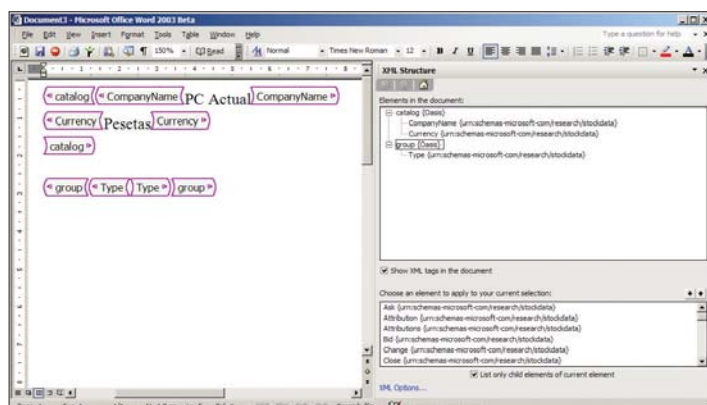 Document3 - Microsoft Office Word 2003 Beta
File Edit View Insert Format Tools Table Window Help
Type a question for help
150% Read Normal Times New Roman 12 B I U
XML Structure
Elements in the document:
catalog {Oasis}
CompanyName {urn:schemas-microsoft-com/research/stockdata}
Currency {urn:schemas-microsoft-com/research/stockdata}
group {Oasis}
Type {urn:schemas-microsoft-com/research/stockdata}
catalog CompanyName PC Actual CompanyName
Currency Pesetas Currency
catalog
group Type Type group
Show XML tags in the document
Choose an element to apply to your current selection:
Ask {urn:schemas-microsoft-com/research/stockdata}
Attribution {urn:schemas-microsoft-com/research/stockdata}
Attributions {urn:schemas-microsoft-com/research/stockdata}
Bid {urn:schemas-microsoft-com/research/stockdata}
Change {urn:schemas-microsoft-com/research/stockdata}
Close {urn:schemas-microsoft-com/research/stockdata}
List only child elements of current element
XML Options...